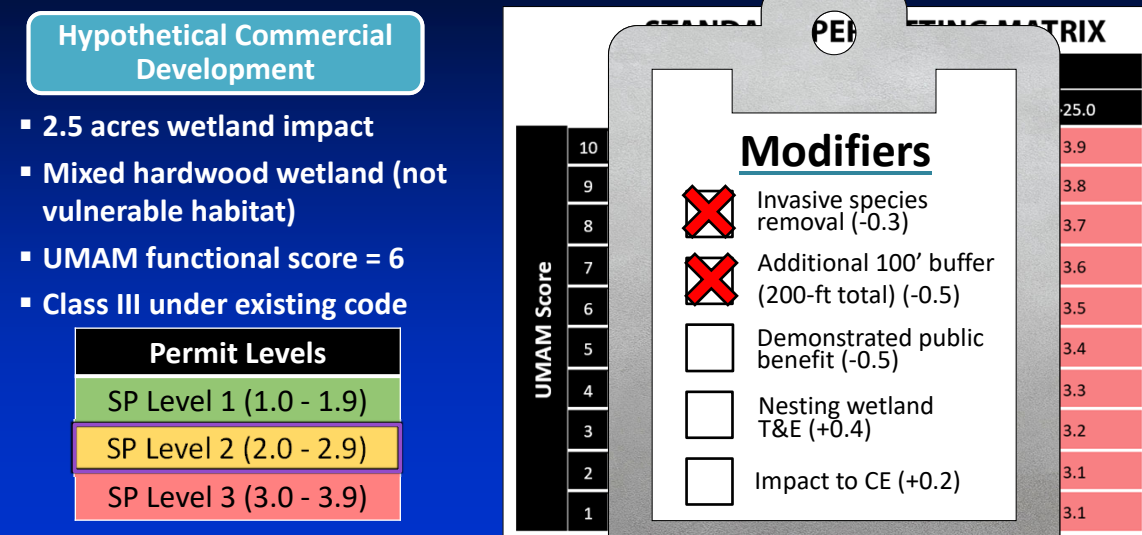 Hypothetical Commercial
Development
▪ 2.5 acres wetland impact
▪ Mixed hardwood wetland (not
vulnerable habitat)
▪ UMAM functional score = 6
▪ Class III under existing code
Permit Levels
SP Level 1 (1.0 - 1.9)
SP Level 2 (2.0 - 2.9)
SP Level 3 (3.0 - 3.9)
UMAM Score
10
9
8
7
6
5
4
3
2
1
Modifiers
Invasive species
removal (-0.3)
Additional 100’ buffer
(200-ft total) (-0.5)
Demonstrated public
benefit (-0.5)
Nesting wetland
T&E (+0.4)
Impact to CE (+0.2)
25.0
3.9
3.8
3.7
3.6
3.5
3.4
3.3
3.2
3.1
3.1